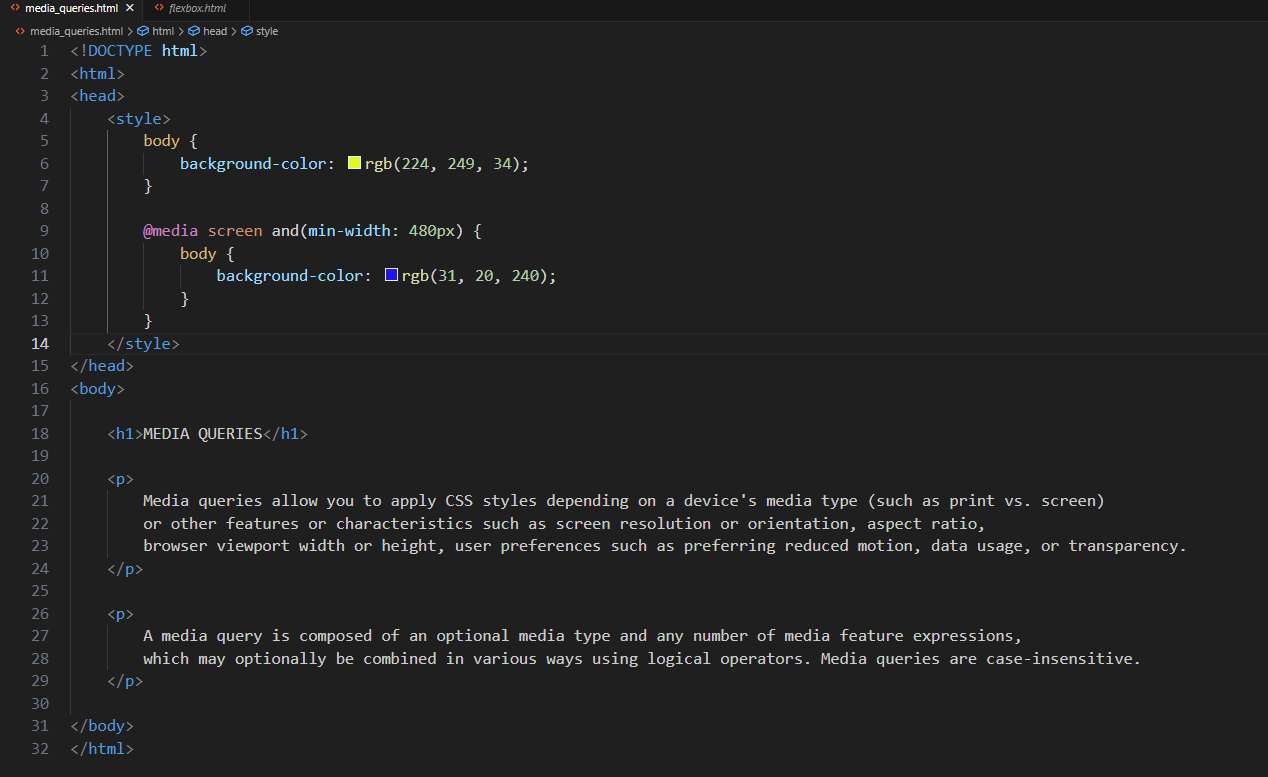 media_queries.html
flexbox.html
media_queries.html > html > head > style
1 <!DOCTYPE html>
2 <html>
3 <head>
4 <style>
5 body {
6 background-color: rgb(224, 249, 34);
7 }
8
9 @media screen and(min-width: 480px) {
10 body {
11 background-color: rgb(31, 20, 240);
12 }
13 }
14 </style>
15 </head>
16 <body>
17
18 <h1>MEDIA QUERIES</h1>
19
20 <p>
21 Media queries allow you to apply CSS styles depending on a device's media type (such as print vs. screen)
22 or other features or characteristics such as screen resolution or orientation, aspect ratio,
23 browser viewport width or height, user preferences such as preferring reduced motion, data usage, or transparency.
24 </p>
25
26 <p>
27 A media query is composed of an optional media type and any number of media feature expressions,
28 which may optionally be combined in various ways using logical operators. Media queries are case-insensitive.
29 </p>
30
31 </body>
32 </html>